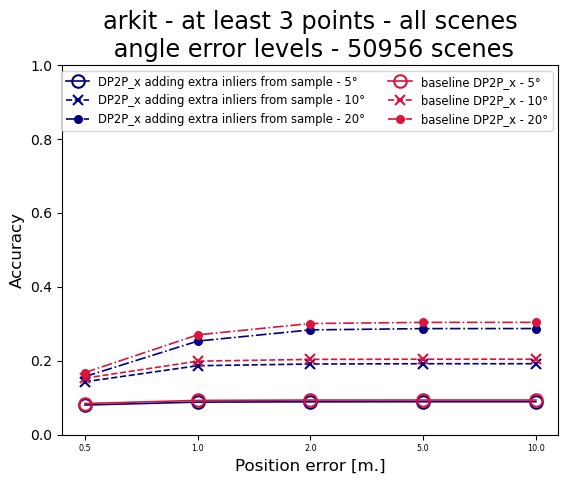 arkit - at least 3 points - all scenes
angle error levels - 50956 scenes
DP2P_x adding extra inliers from sample - 5°
DP2P_x adding extra inliers from sample - 10°
DP2P_x adding extra inliers from sample - 20°
baseline DP2P_x - 5°
baseline DP2P_x - 10°
baseline DP2P_x - 20°
1.0
0.8
0.6
0.4
0.2
0.0
Accuracy
0.5 1.0 2.0 5.0 10.0
Position error [m.]